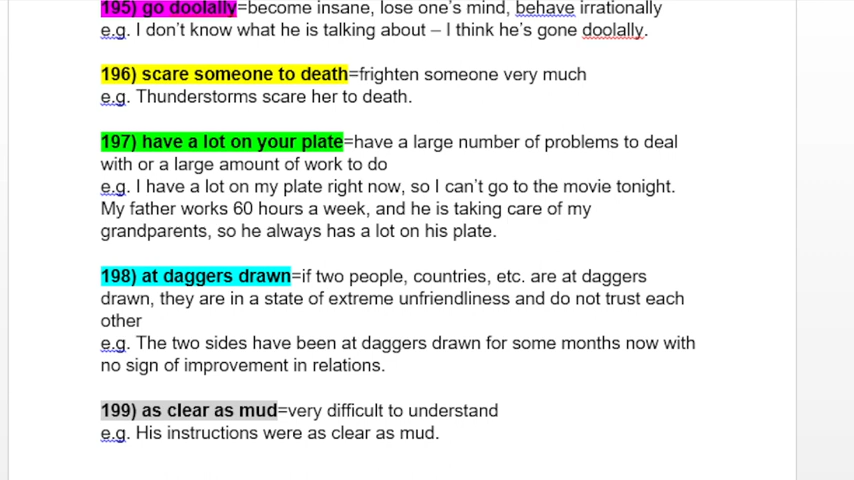 195) go doolally=become insane, lose one's mind, behave irrationally
e.g. I don't know what he is talking about – I think he's gone doolally.
196) scare someone to death=frighten someone very much
e.g. Thunderstorms scare her to death.
197) have a lot on your plate=have a large number of problems to deal
with or a large amount of work to do
e.g. I have a lot on my plate right now, so I can't go to the movie tonight.
My father works 60 hours a week, and he is taking care of my
grandparents, so he always has a lot on his plate.
198) at daggers drawn=if two people, countries, etc. are at daggers
drawn, they are in a state of extreme unfriendliness and do not trust each
other
e.g. The two sides have been at daggers drawn for some months now with
no sign of improvement in relations.
199) as clear as mud=very difficult to understand
e.g. His instructions were as clear as mud.